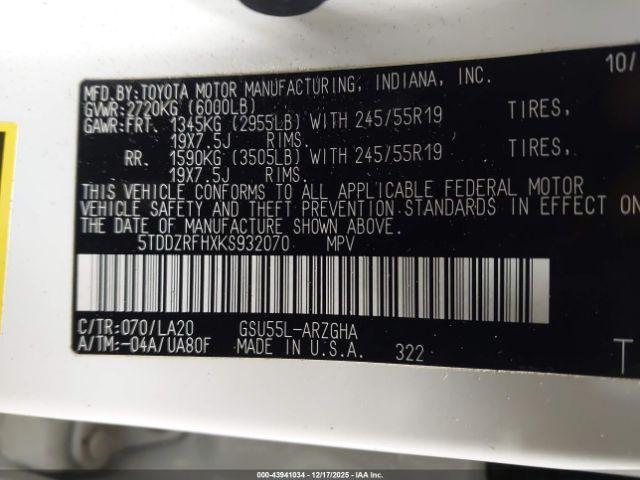 MFD.BY:TOYOTA MOTOR MANUFACTURING, INDIANA, INC. 10/
GVWR:2720KG (6000LB)
GAWR:FRT. 1345KG (2955LB) WITH 245/55R19 TIRES,
19X7.5J RIMS.
RR. 1590KG (3505LB) WITH 245/55R19 TIRES,
19X7.5J RIMS.
THIS VEHICLE CONFORMS TO ALL APPLICABLE FEDERAL MOTOR
VEHICLE SAFETY AND THEFT PREVENTION STANDARDS IN EFFECT ON
THE DATE OF MANUFACTURE SHOWN ABOVE.
5TDDZRFHXKS932070 MPV
C/TR:070/LA20 GSU55L-ARZGHA
A/TM:-04A/UA80F MADE IN U.S.A. 322 T
000-43941034 - 12/17/2025 - IAA, Inc.